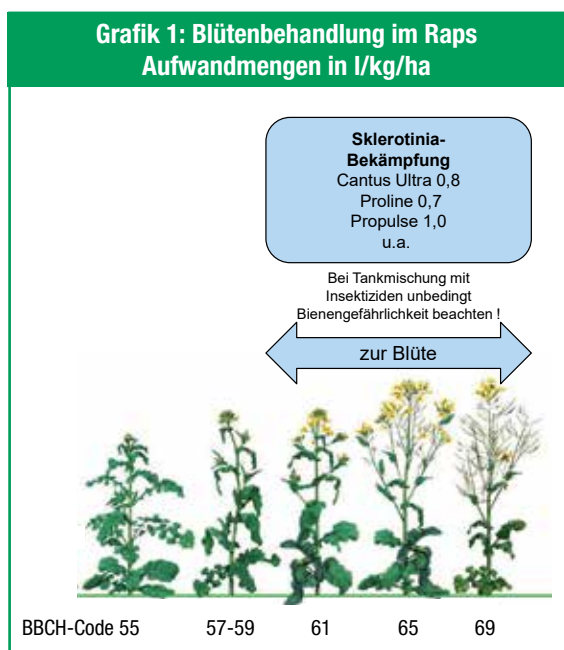 Grafik 1: Blütenbehandlung im Raps
Aufwandmengen in l/kg/ha
Sklerotinia-
Bekämpfung
Cantus Ultra 0,8
Proline 0,7
Propulse 1,0
u.a.
Bei Tankmischung mit
Insektiziden unbedingt
Bienengefährlichkeit beachten !
zur Blüte
BBCH-Code 55 57-59 61 65 69